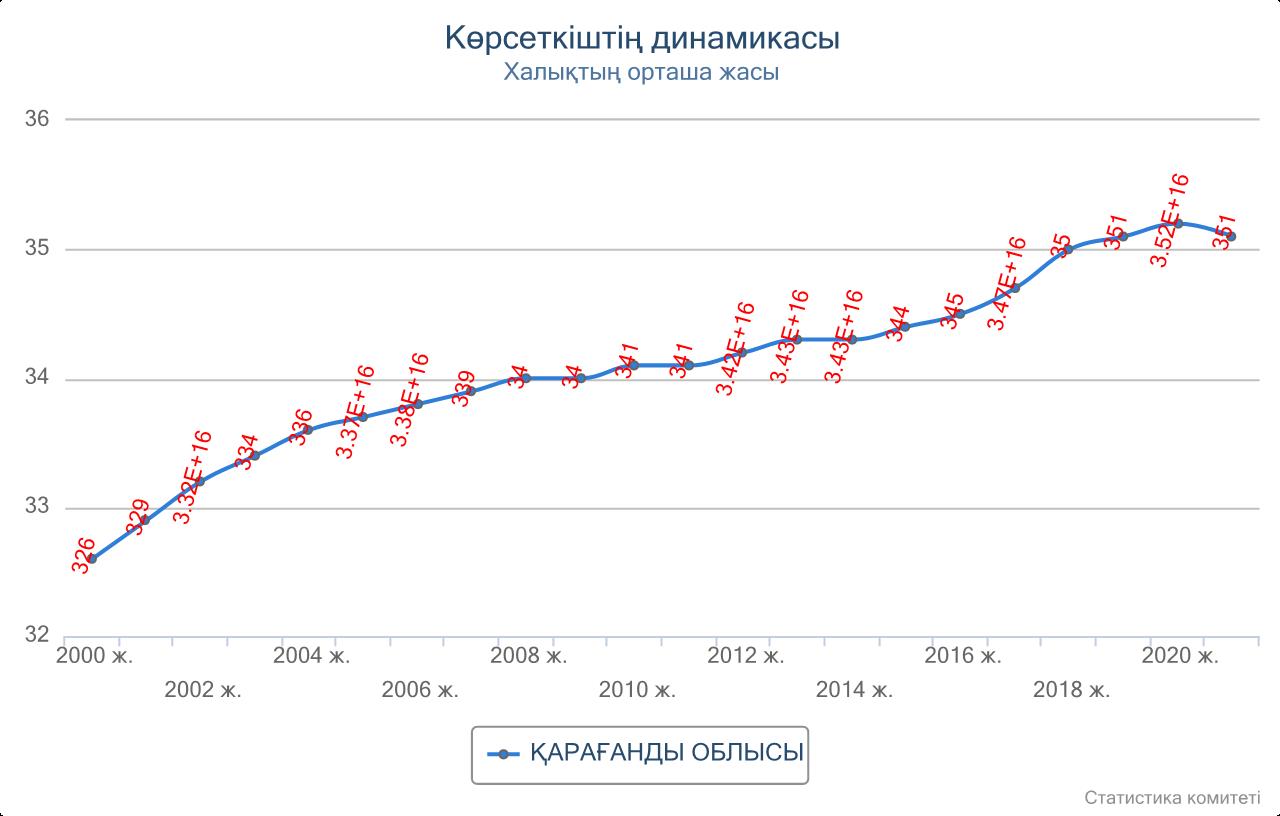 Көрсеткіштің динамикасы
Халықтың орташа жасы
36
35
34
33
32
326
329
3.32E+16
334
336
3.37E+16
3.38E+16
339
34
34
341
341
3.42E+16
3.43E+16
3.43E+16
344
345
3.47E+16
35
351
3.52E+16
351
2000 ж. 2004 ж. 2008 ж. 2012 ж. 2016 ж. 2020 ж.
2002 ж. 2006 ж. 2010 ж. 2014 ж. 2018 ж.
ҚАРАҒАНДЫ ОБЛЫСЫ
Статистика комитеті